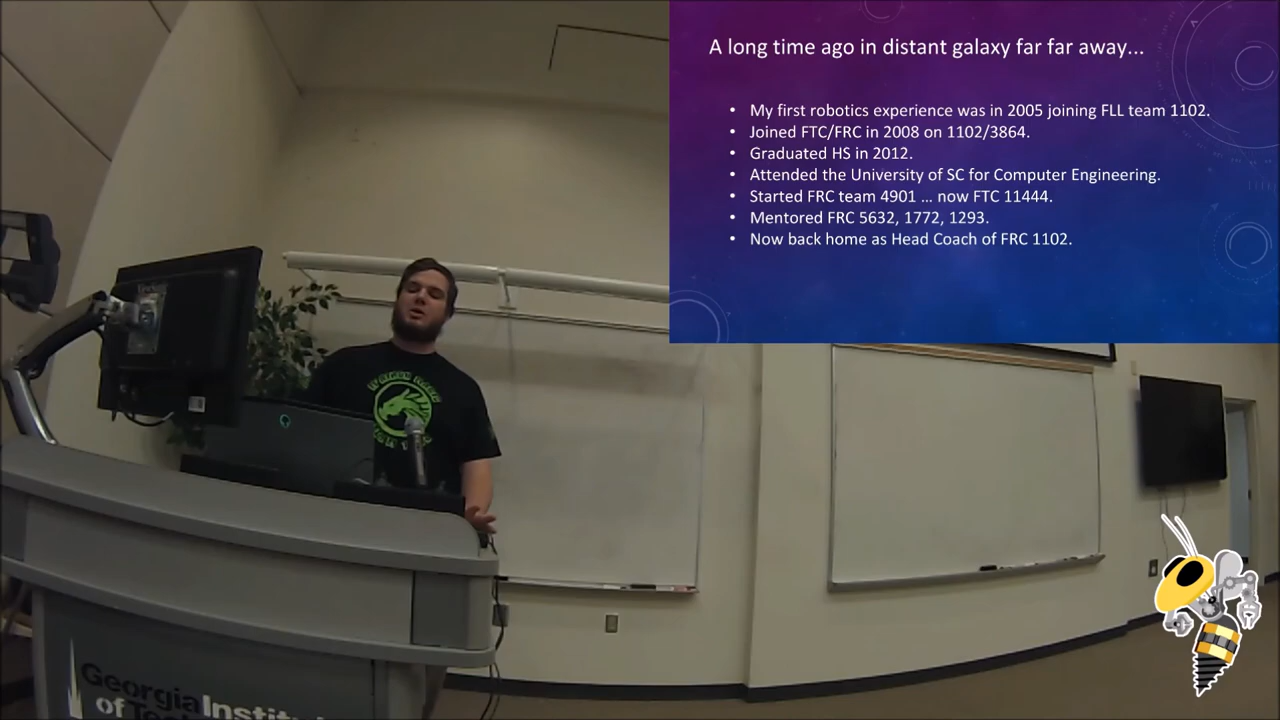 A long time ago in distant galaxy far far away...
• My first robotics experience was in 2005 joining FLL team 1102.
• Joined FTC/FRC in 2008 on 1102/3864.
• Graduated HS in 2012.
• Attended the University of SC for Computer Engineering.
• Started FRC team 4901 … now FTC 11444.
• Mentored FRC 5632, 1772, 1293.
• Now back home as Head Coach of FRC 1102.
Georgia Institu
of Tec